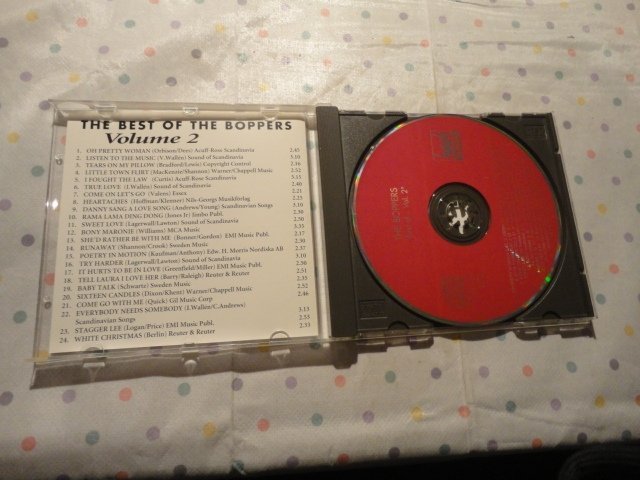 THE BEST OF THE BOPPERS
Volume 2
1. OH PRETTY WOMAN (Orbison/Dees) Acuff-Rose Scandinavia 2.45
2. LISTEN TO THE MUSIC (V.Wallén) Sound of Scandinavia 3.10
3. TEARS ON MY PILLOW (Bradford/Lewis) Copyright Control 2.16
4. LITTLE TOWN FLIRT (MacKenzie/Shannon) Warner/Chappell Music 2.52
5. I FOUGHT THE LAW (Curtis) Acuff-Rose Scandinavia 3.15
6. TRUE LOVE (J.Wallén) Sound of Scandinavia 2.40
7. COME ON LET'S GO (Valens) Essex 2.21
8. HEARTACHES (Hoffman/Klenner) Nils-Georgs Musikförlag 2.25
9. DANNY SANG A LOVE SONG (Andrews/Young) Scandinavian Songs 3.10
10. RAMA LAMA DING DONG (Jones Jr) Jimbo Publ. 2.30
11. SWEET LOVE (Lagerwall/Lawton) Sound of Scandinavia 2.50
12. BONY MARONIE (Williams) MCA Music 3.35
13. SHE'D RATHER BE WITH ME (Bonner/Gordon) EMI Music Publ. 2.17
14. RUNAWAY (Shannon/Crook) Sweden Music 2.30
15. POETRY IN MOTION (Kaufman/Anthony) Edw. H. Morris Nordiska AB 2.37
16. TRY HARDER (Lagerwall/Lawton) Sound of Scandinavia 3.10
17. IT HURTS TO BE IN LOVE (Greenfield/Miller) EMI Music Publ. 2.36
18. TELL LAURA I LOVE HER (Barry/Raleigh) Reuter & Reuter 2.51
19. BABY TALK (Schwartz) Sweden Music 2.35
20. SIXTEEN CANDLES (Dixon/Khent) Warner/Chappell Music 2.52
21. COME GO WITH ME (Quick) Gil Music Corp 2.46
22. EVERYBODY NEEDS SOMEBODY (J.Wallen/C.Andrews)
Scandinavian Songs 3.13
23. STAGGER LEE (Logan/Price) EMI Music Publ. 2.53
24. WHITE CHRISTMAS (Berlin) Reuter & Reuter 2.33
THE BOPPERS